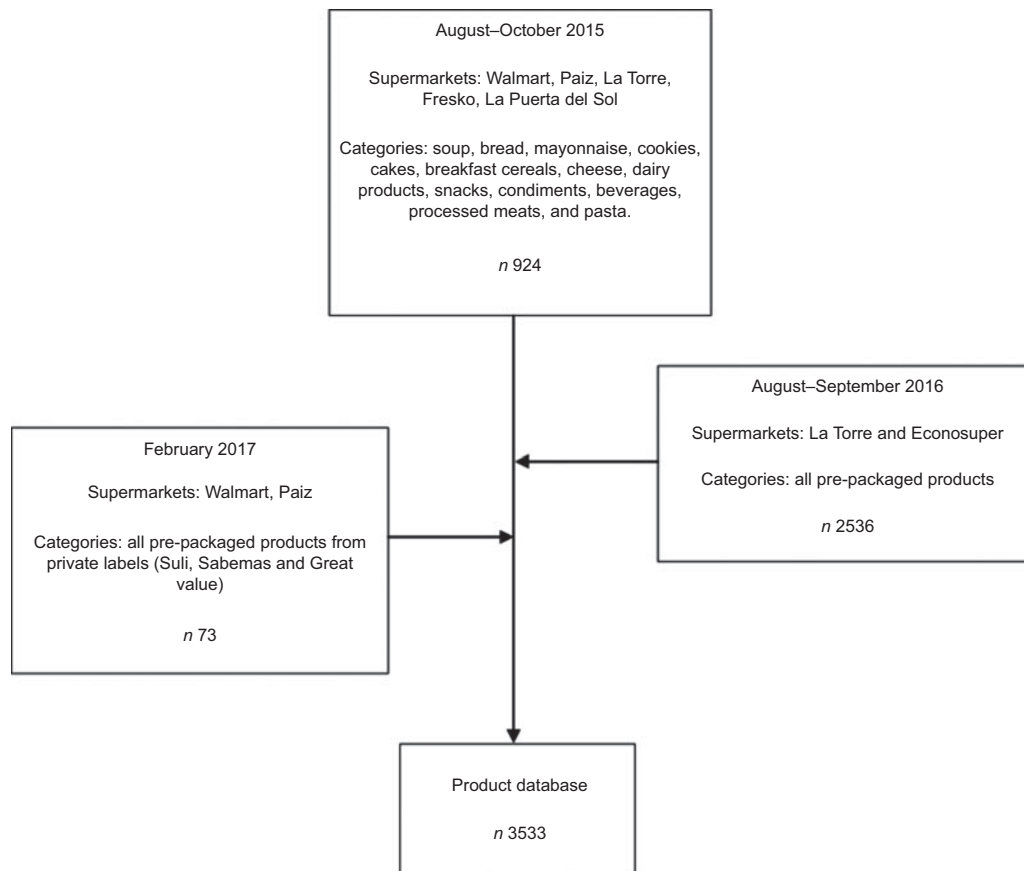 August–October 2015
Supermarkets: Walmart, Paiz, La Torre,
Fresko, La Puerta del Sol
Categories: soup, bread, mayonnaise, cookies,
cakes, breakfast cereals, cheese, dairy
products, snacks, condiments, beverages,
processed meats, and pasta.
n 924
August–September 2016
Supermarkets: La Torre and Econosuper
Categories: all pre-packaged products
n 2536
February 2017
Supermarkets: Walmart, Paiz
Categories: all pre-packaged products from
private labels (Suli, Sabemas and Great
value)
n 73
Product database
n 3533